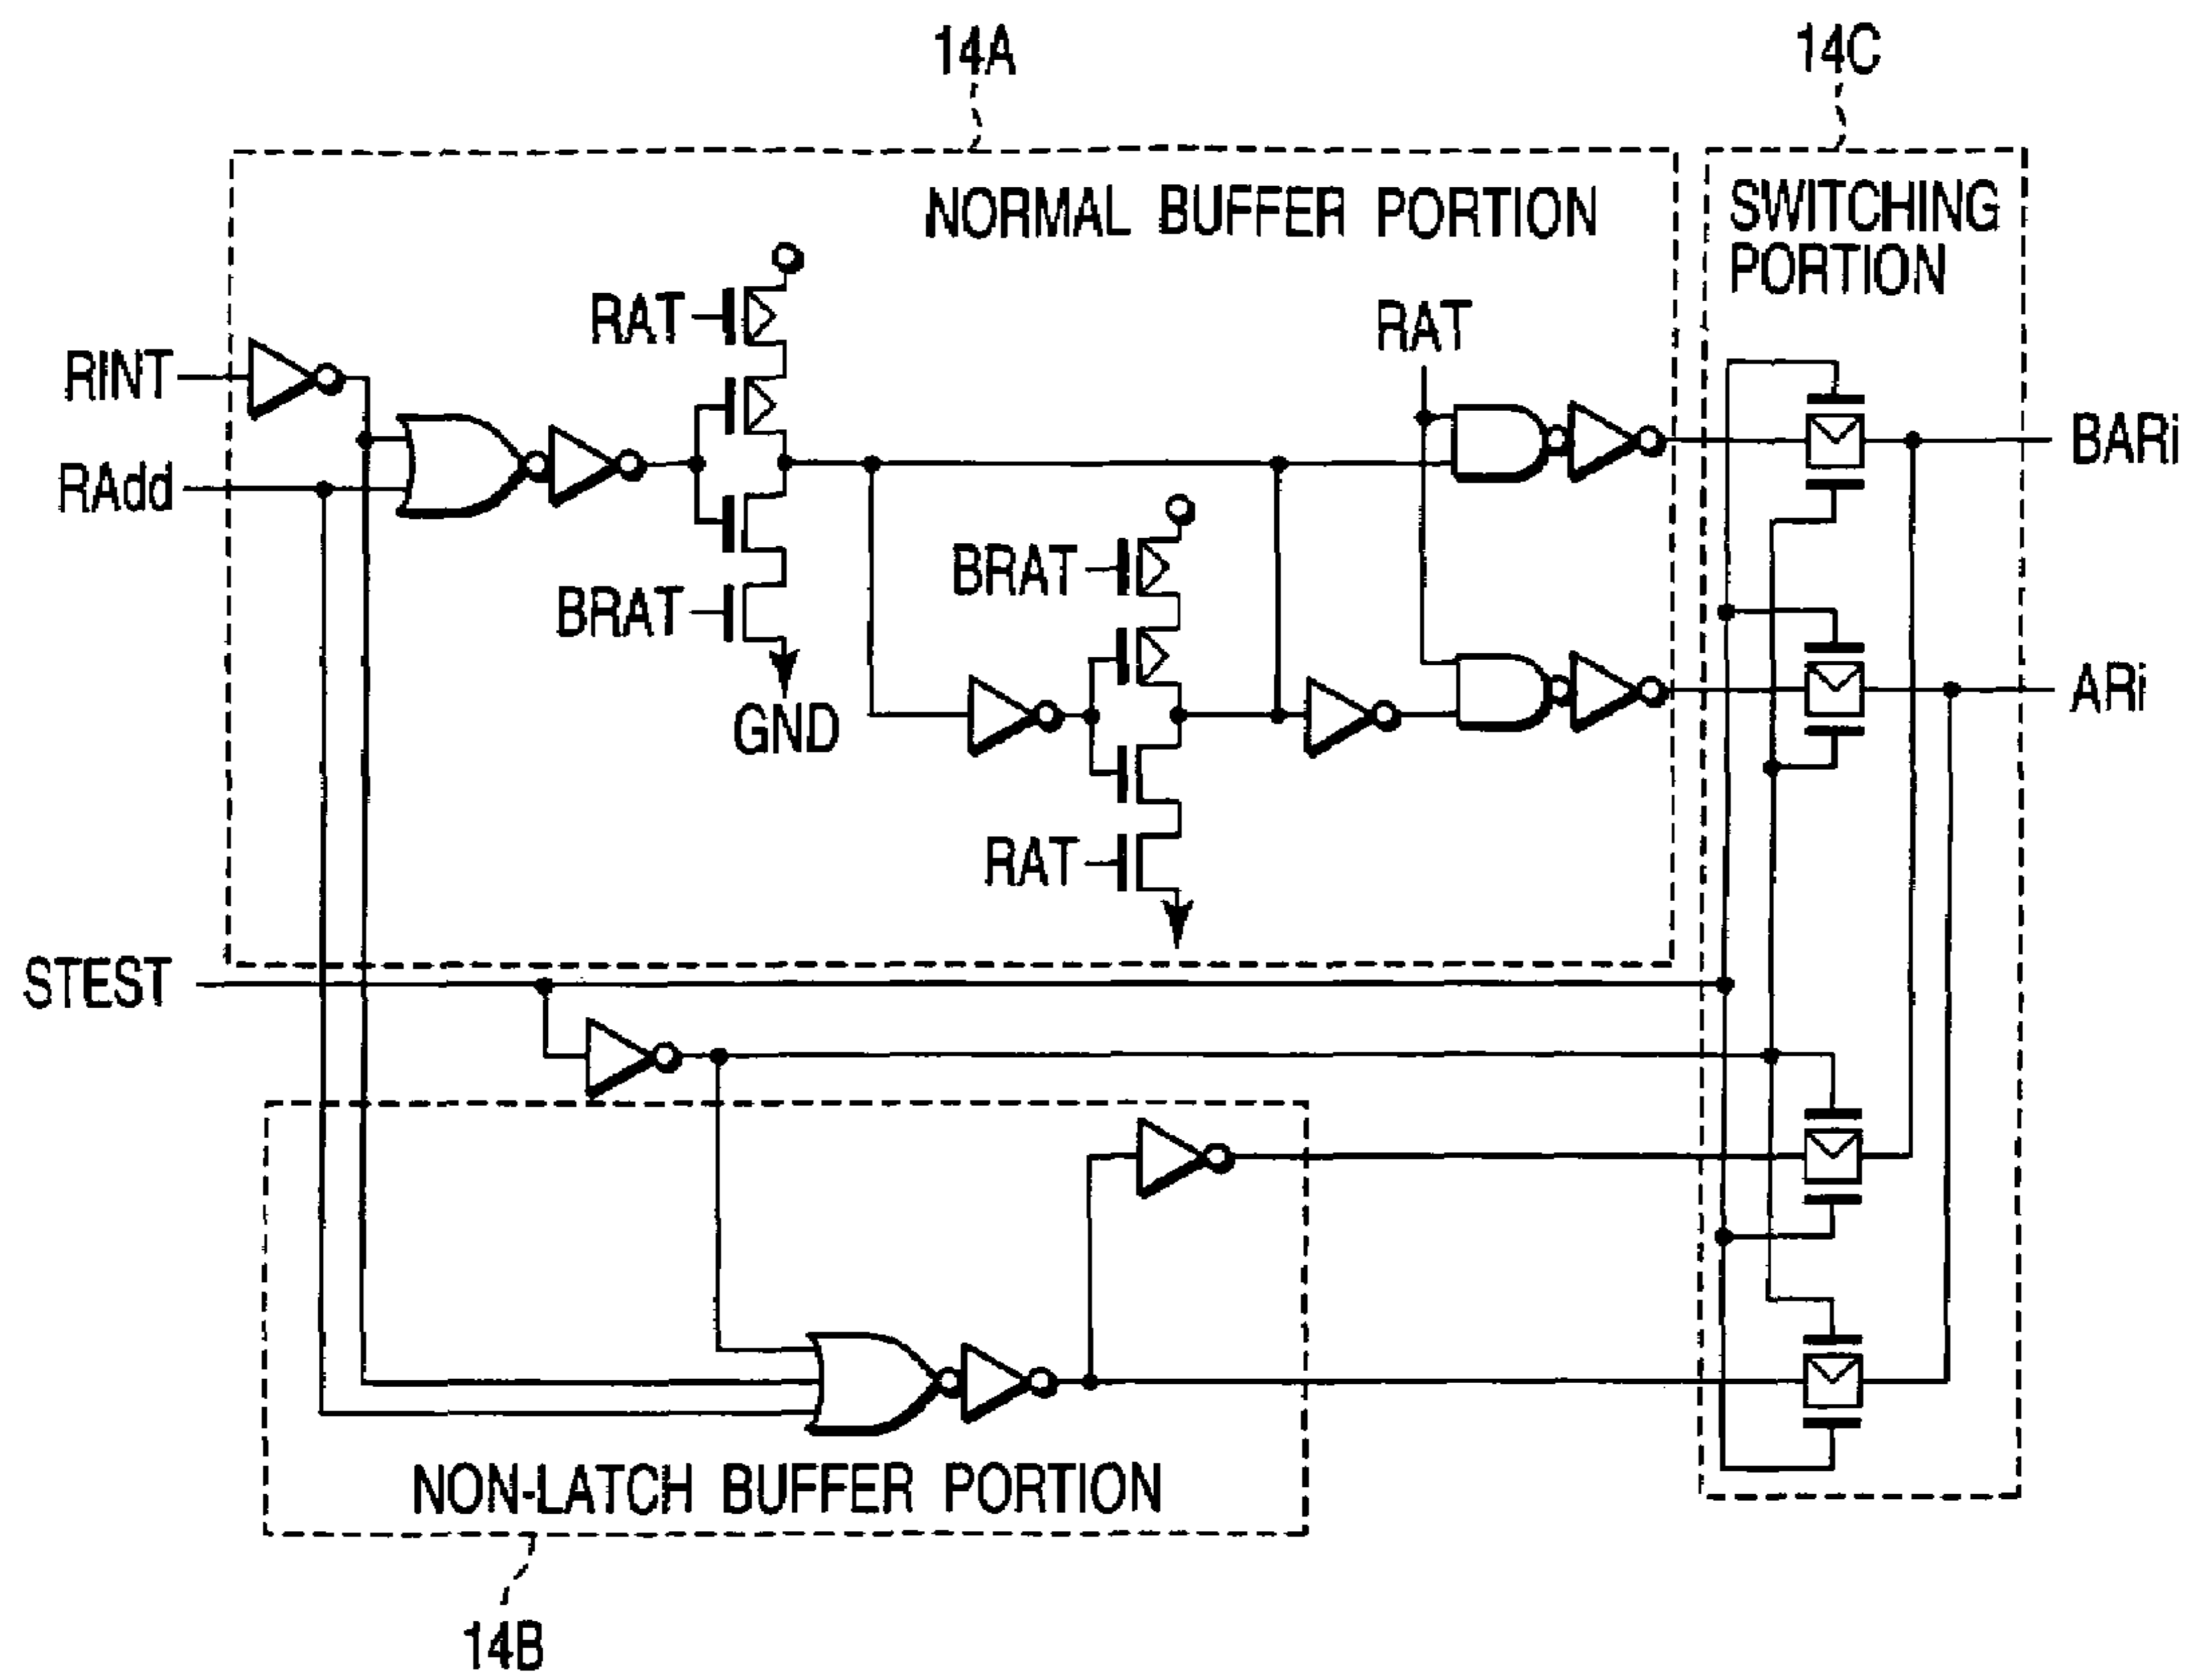 14A
14C
NORMAL BUFFER PORTION
SWITCHING
PORTION
RAT
RAT
RINT
RAdd
BARi
BRAT
BRAT
GND
ARi
RAT
STEST
NON-LATCH BUFFER PORTION
14B